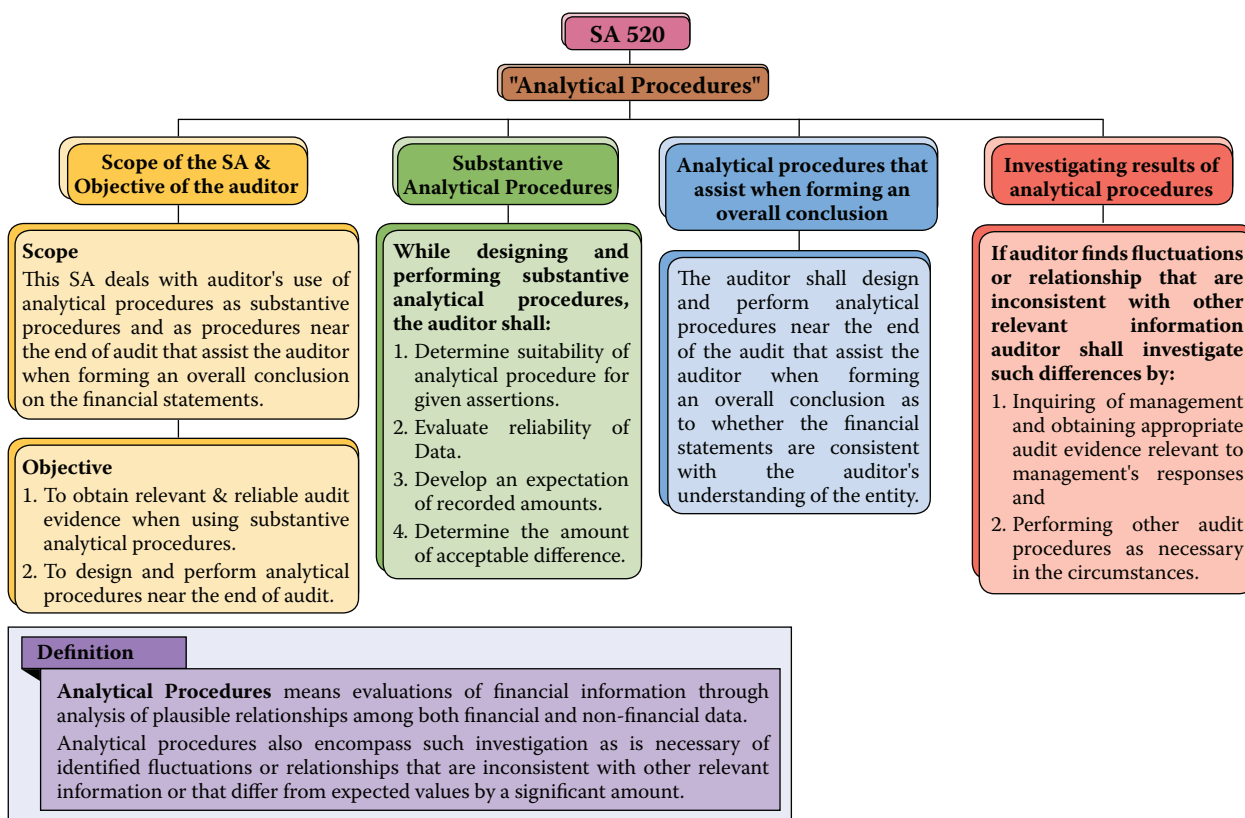 SA 520
"Analytical Procedures"
Scope of the SA &
Objective of the auditor
Scope
This SA deals with auditor's use of
analytical procedures as substantive
procedures and as procedures near
the end of audit that assist the auditor
when forming an overall conclusion
on the financial statements.
Objective
1. To obtain relevant & reliable audit
evidence when using substantive
analytical procedures.
2. To design and perform analytical
procedures near the end of audit.
Substantive
Analytical Procedures
While designing and
performing substantive
analytical procedures,
the auditor shall:
1. Determine suitability of
analytical procedure for
given assertions.
2. Evaluate reliability of
Data.
3. Develop an expectation
of recorded amounts.
4. Determine the amount
of acceptable difference.
Analytical procedures that
assist when forming an
overall conclusion
The auditor shall design
and perform analytical
procedures near the end
of the audit that assist the
auditor when forming
an overall conclusion as
to whether the financial
statements are consistent
with the auditor's
understanding of the entity.
Investigating results of
analytical procedures
If auditor finds fluctuations
or relationship that are
inconsistent with other
relevant information
auditor shall investigate
such differences by:
1. Inquiring of management
and obtaining appropriate
audit evidence relevant to
management's responses
and
2. Performing other audit
procedures as necessary
in the circumstances.
Definition
Analytical Procedures means evaluations of financial information through
analysis of plausible relationships among both financial and non-financial data.
Analytical procedures also encompass such investigation as is necessary of
identified fluctuations or relationships that are inconsistent with other relevant
information or that differ from expected values by a significant amount.